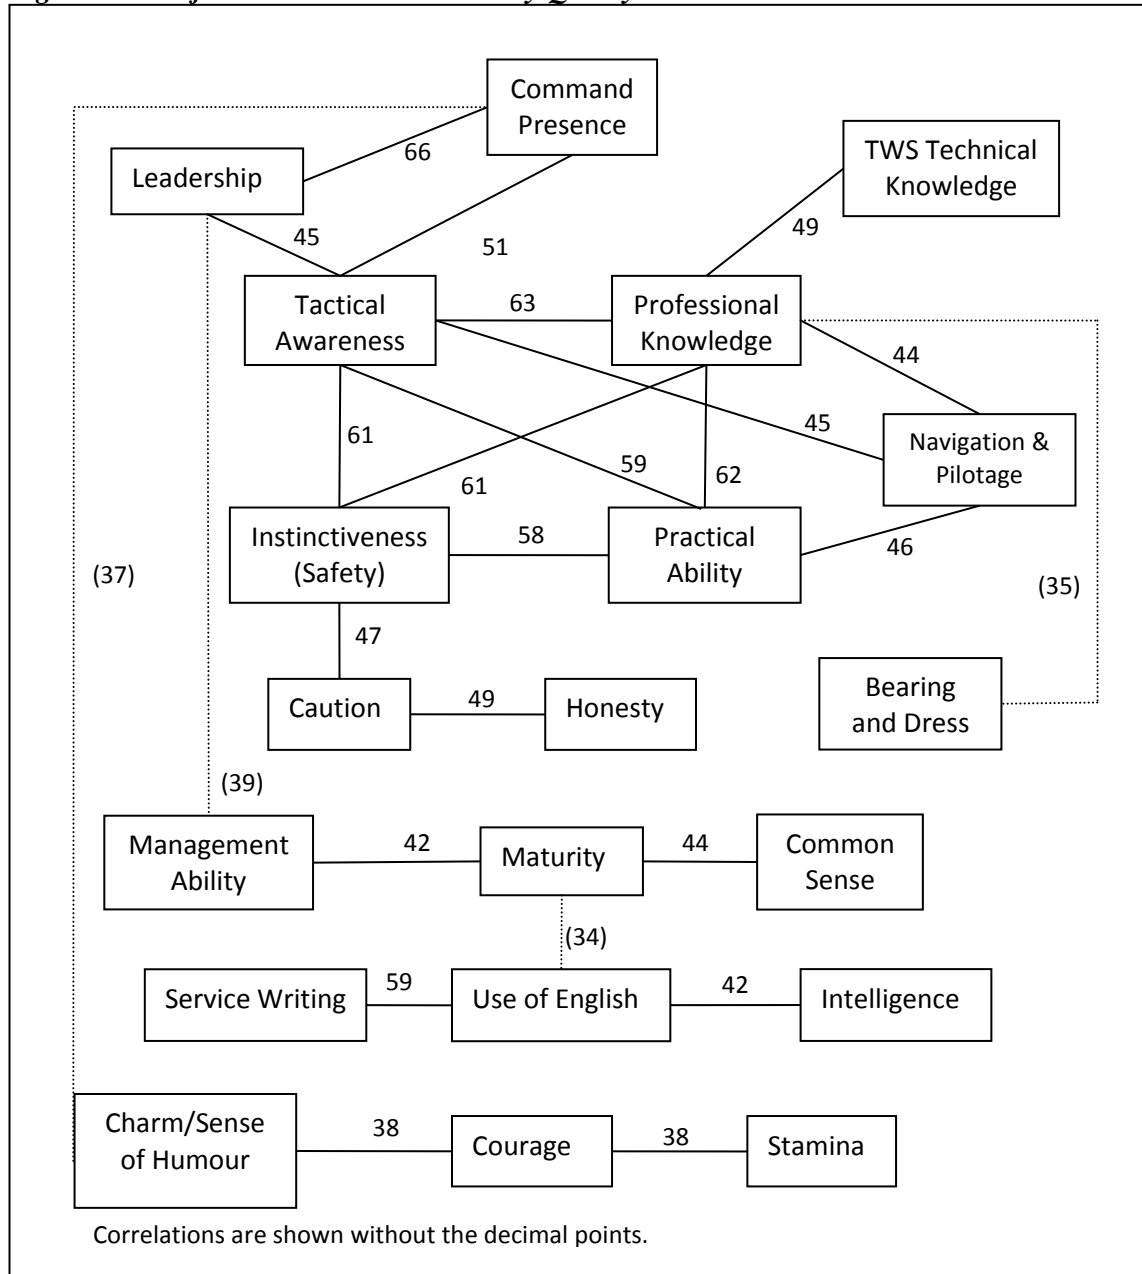 Command
Presence
TWS Technical
Knowledge
Leadership
66
49
45
51
Tactical
Awareness
63
Professional
Knowledge
44
45
Navigation &
Pilotage
61
59
62
61
Instinctiveness
(Safety)
58
Practical
Ability
46
(37)
(35)
47
Caution
49
Honesty
Bearing
and Dress
(39)
Management
Ability
42
Maturity
44
Common
Sense
(34)
Service Writing
59
Use of English
42
Intelligence
Charm/Sense
of Humour
38
Courage
38
Stamina
Correlations are shown without the decimal points.